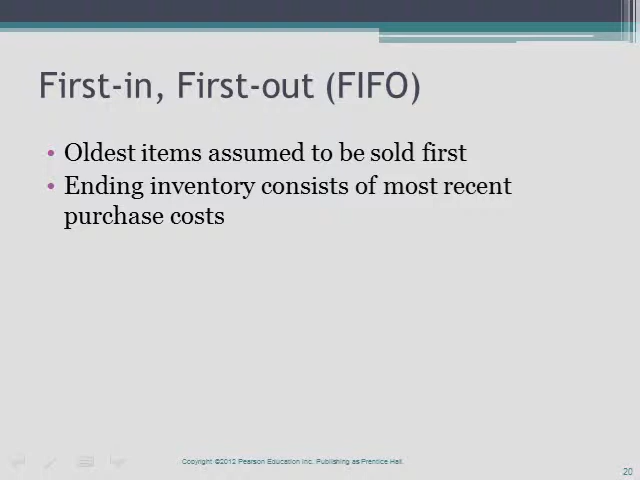 First-in, First-out (FIFO)
• Oldest items assumed to be sold first
• Ending inventory consists of most recent
purchase costs
Copyright ©2012 Pearson Education Inc. Publishing as Prentice Hall.
20